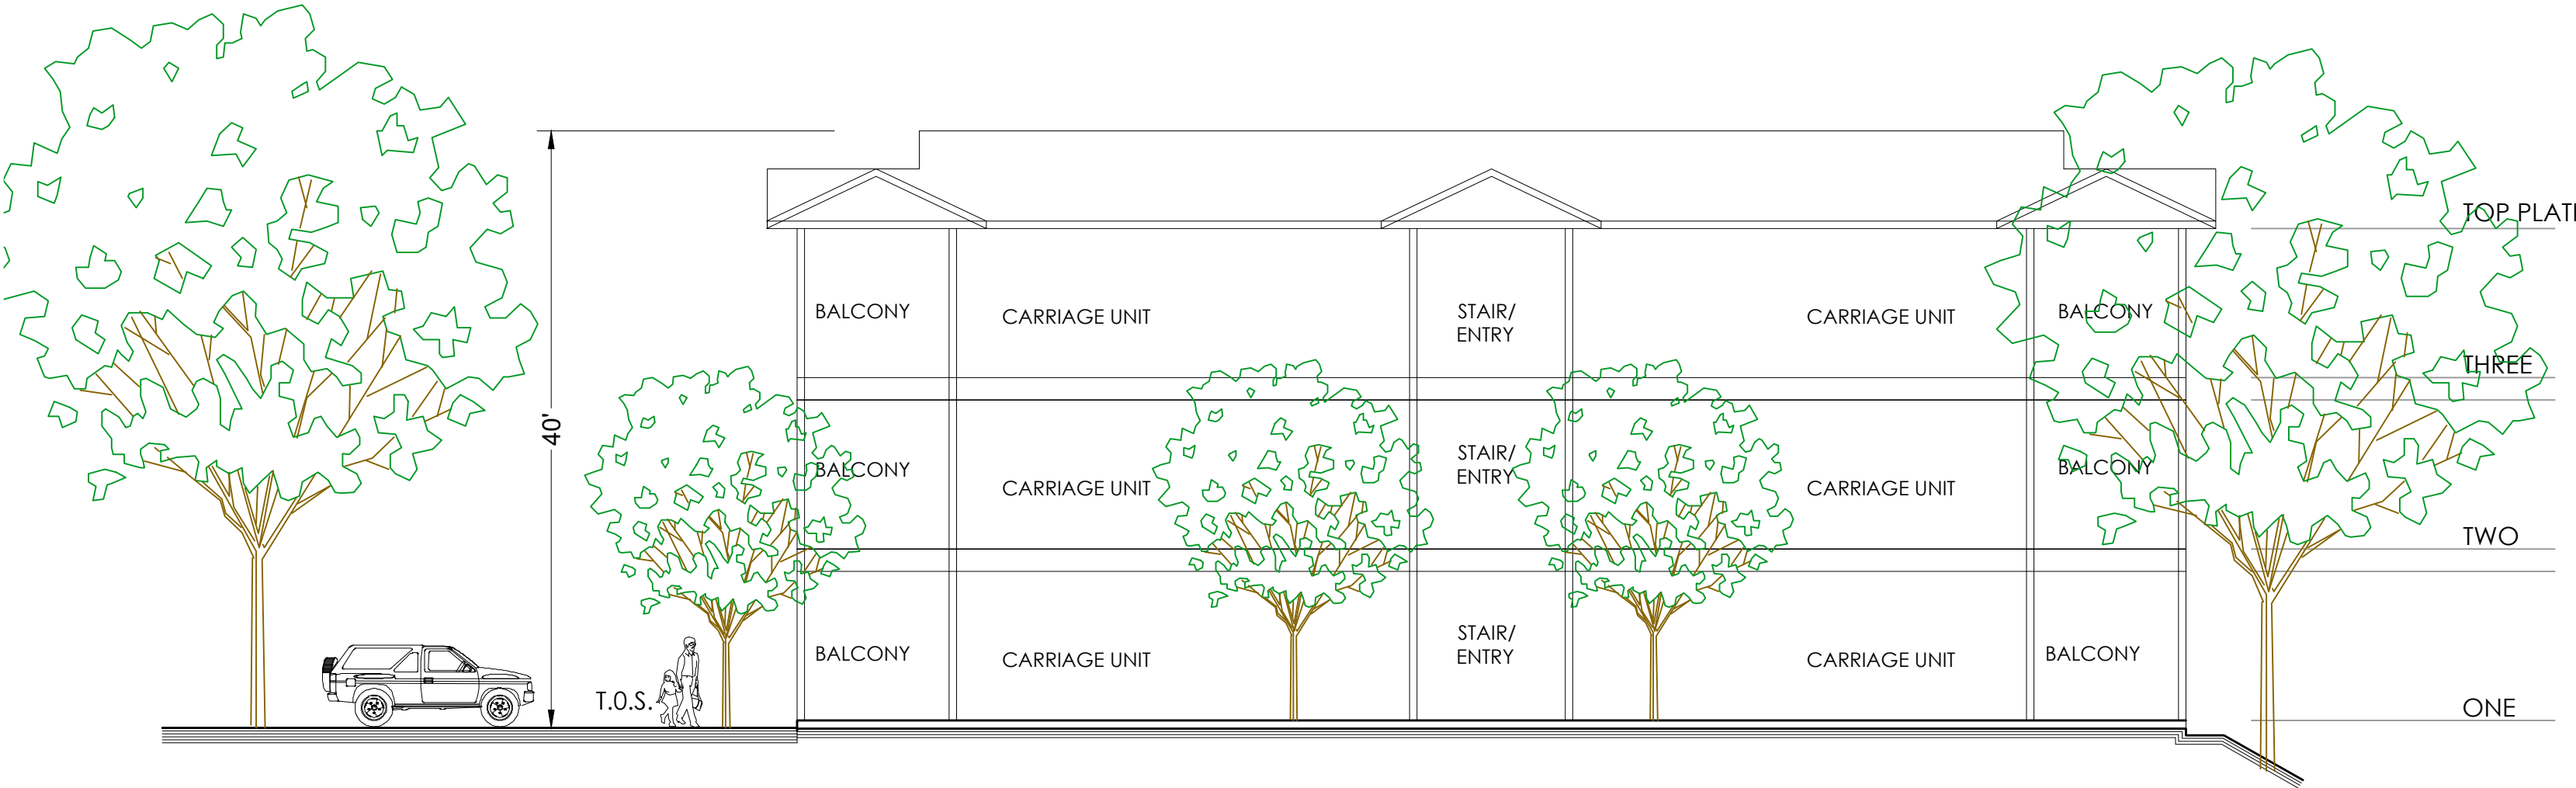 TOP PLAT
BALCONY
CARRIAGE UNIT
STAIR/
ENTRY
CARRIAGE UNIT
BALCONY
THREE
40'
BALCONY
CARRIAGE UNIT
STAIR/
ENTRY
CARRIAGE UNIT
BALCONY
TWO
BALCONY
CARRIAGE UNIT
STAIR/
ENTRY
CARRIAGE UNIT
BALCONY
T.O.S.
ONE